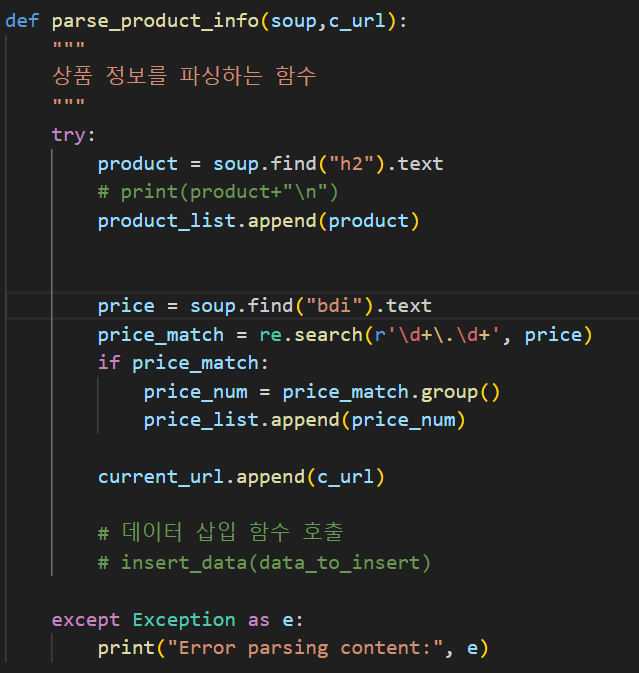 def parse_product_info(soup,c_url):
    """
    상품 정보를 파싱하는 함수
    """
    try:
        product = soup.find("h2").text
        # print(product+"\n")
        product_list.append(product)
        price = soup.find("bdi").text
        price_match = re.search(r'\d+\.\d+', price)
        if price_match:
            price_num = price_match.group()
            price_list.append(price_num)
        current_url.append(c_url)
        # 데이터 삽입 함수 호출
        # insert_data(data_to_insert)
    except Exception as e:
        print("Error parsing content:", e)